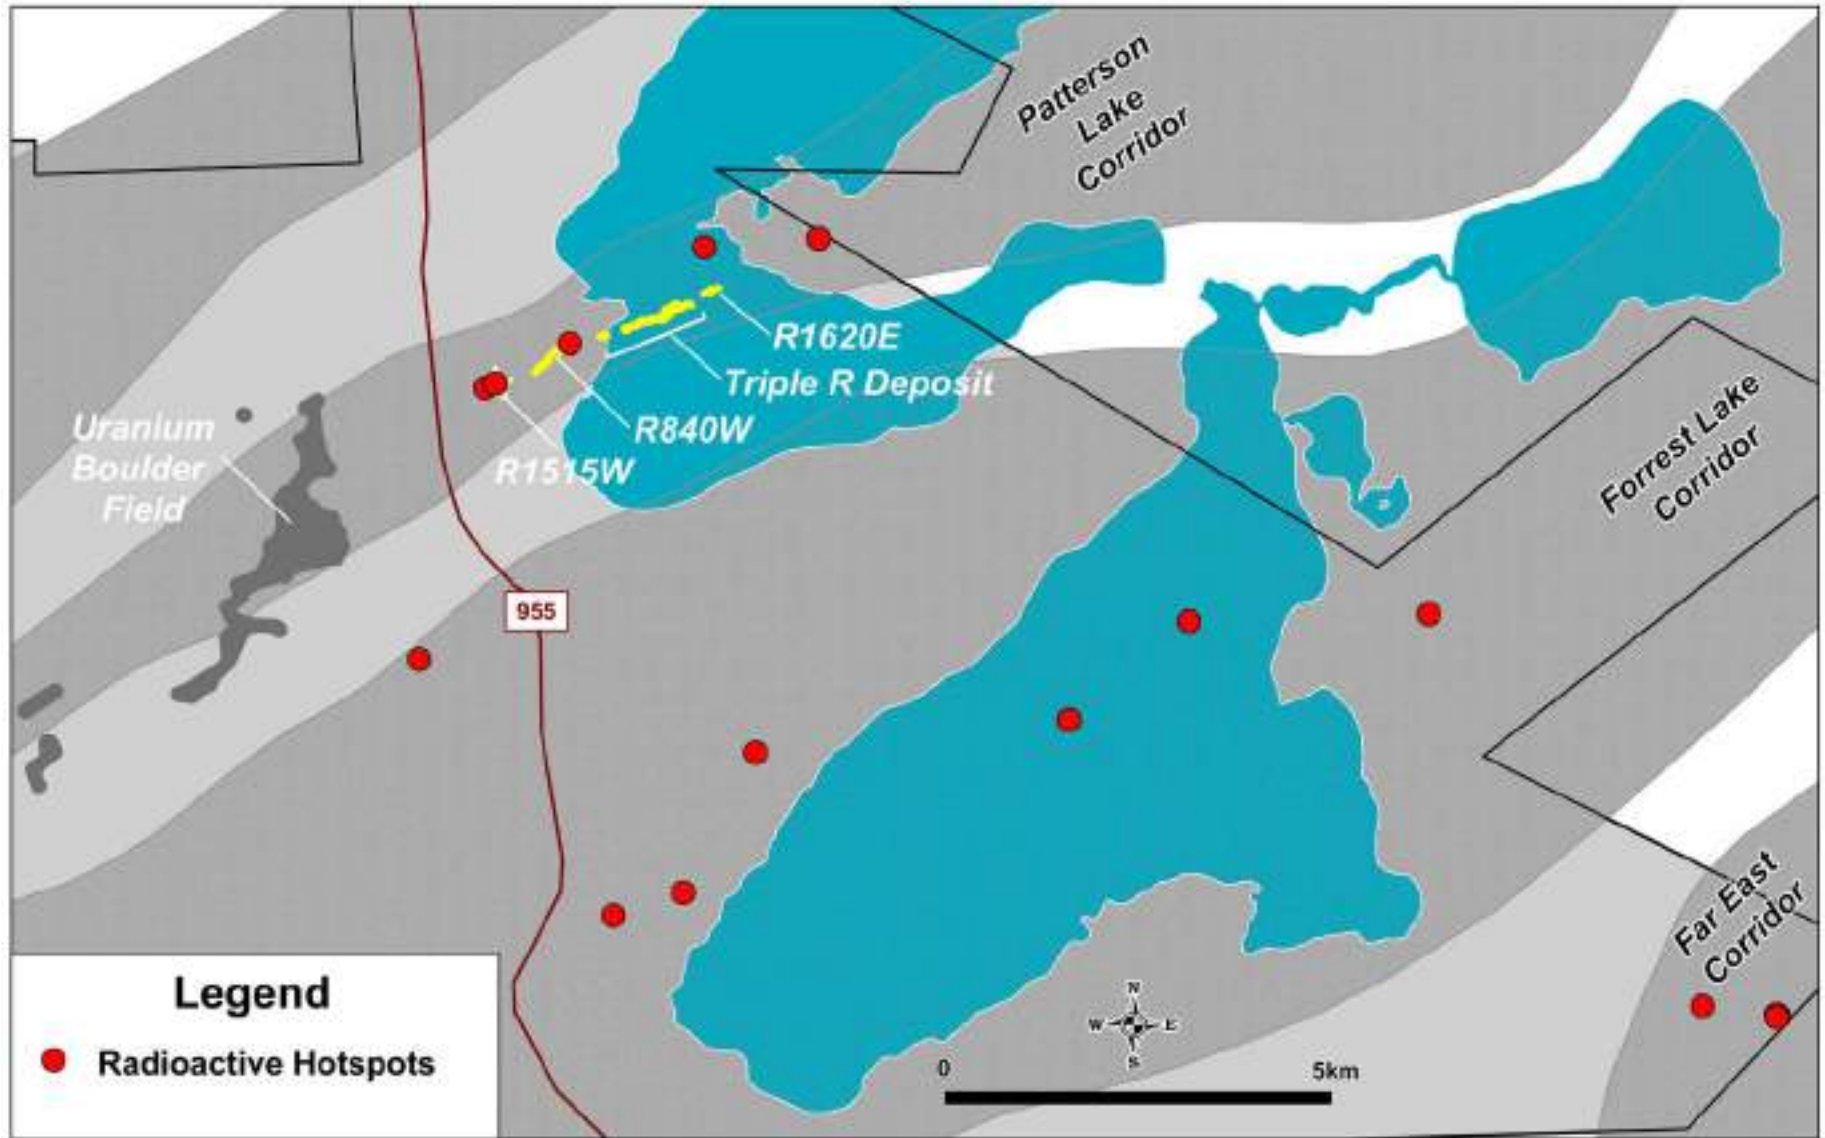 Patterson
Lake
Corridor
R1620E
Triple R Deposit
R840W
R1515W
Uranium
Boulder
Field
Forrest Lake
Corridor
955
Far East
Corridor
Legend
Radioactive Hotspots
N
W E
S
0 5km